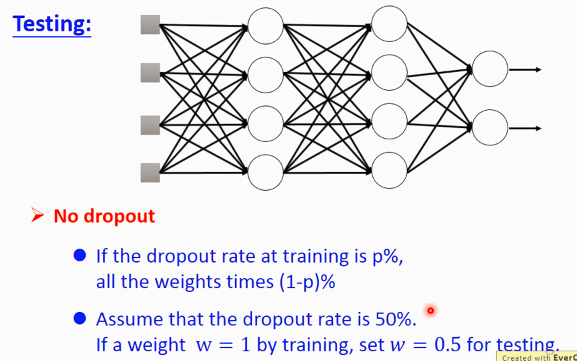 Testing:
➤ No dropout
● If the dropout rate at training is p%,
all the weights times (1-p)%
● Assume that the dropout rate is 50%.
If a weight w = 1 by training, set 𝑤 = 0.5 for testing.
Created with